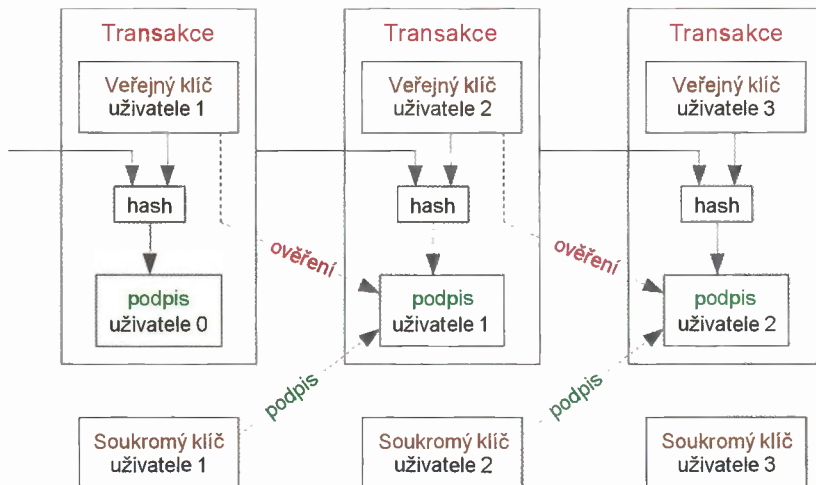 Transakce
Transakce
Transakce
Veřejný klíč
uživatele 1
Veřejný klíč
uživatele 2
Veřejný klíč
uživatele 3
hash
hash
hash
ověření
ověření
podpis
uživatele 0
podpis
uživatele 1
podpis
uživatele 2
podpis
podpis
Soukromý klíč
uživatele 1
Soukromý klíč
uživatele 2
Soukromý klíč
uživatele 3